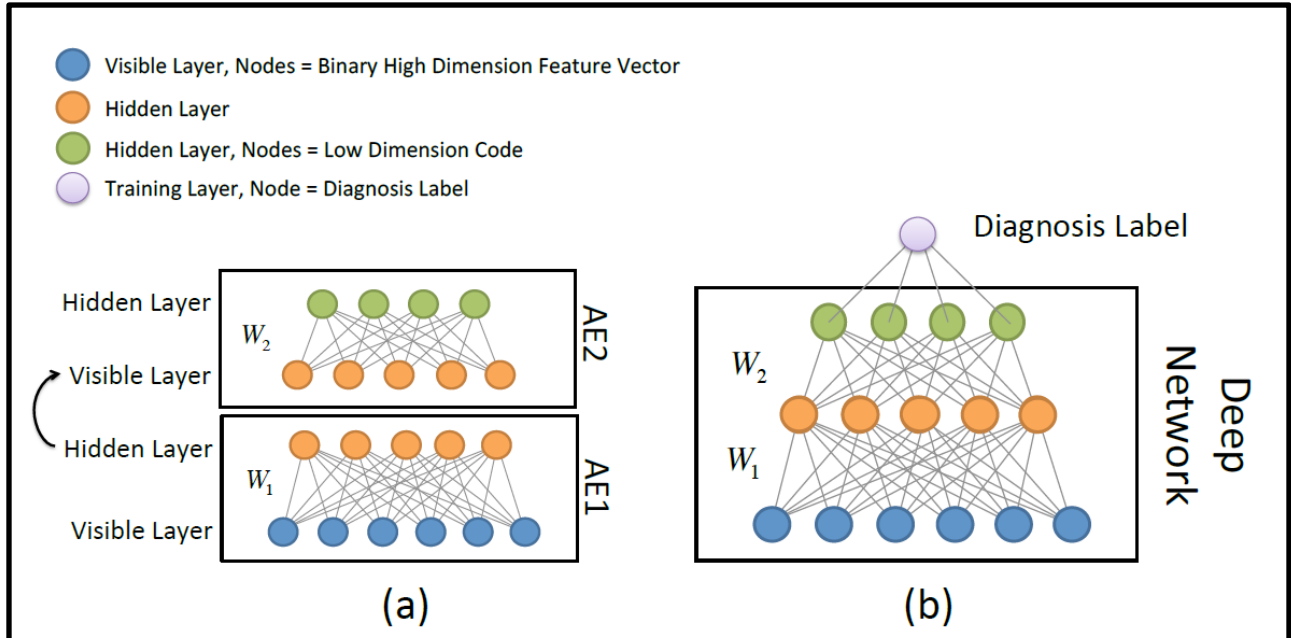 Visible Layer, Nodes = Binary High Dimension Feature Vector
Hidden Layer
Hidden Layer, Nodes = Low Dimension Code
Training Layer, Node = Diagnosis Label
Hidden Layer
W₂
AE2
Visible Layer
Hidden Layer
W₁
AE1
Visible Layer
(a)
Diagnosis Label
W₂
W₁
Deep
Network
(b)